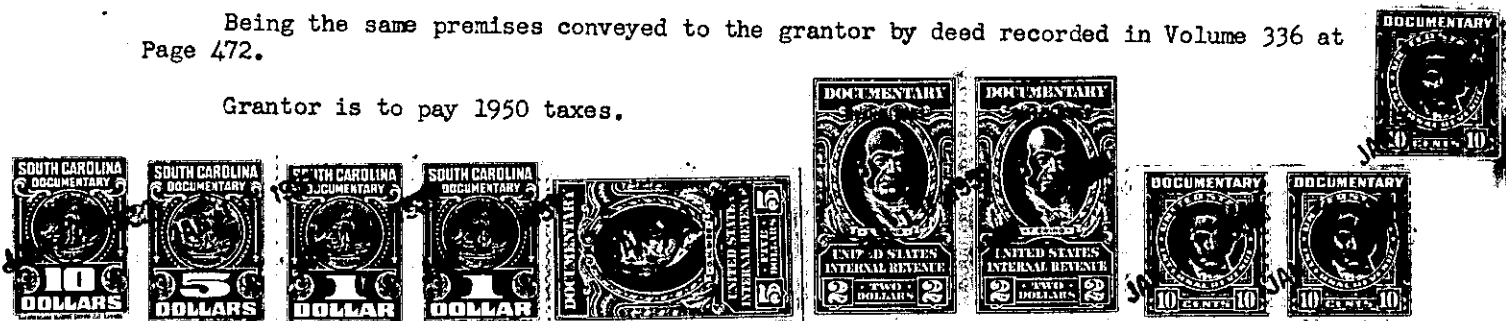 Being the same premises conveyed to the grantor by deed recorded in Volume 336 at
Page 472.
Grantor is to pay 1950 taxes.
SOUTH CAROLINA
DOCUMENTARY
10
DOLLARS
SOUTH CAROLINA
DOCUMENTARY
5
DOLLARS
SOUTH CAROLINA
DOCUMENTARY
1
DOLLAR
SOUTH CAROLINA
DOCUMENTARY
1
DOLLAR
DOCUMENTARY
UNITED STATES
INTERNAL REVENUE
5 FIVE DOLLARS 5
DOCUMENTARY
UNITED STATES
INTERNAL REVENUE
2 TWO DOLLARS 2
DOCUMENTARY
UNITED STATES
INTERNAL REVENUE
2 TWO DOLLARS 2
DOCUMENTARY
10 CENTS 10
DOCUMENTARY
10 CENTS 10
DOCUMENTARY
10 CENTS 10